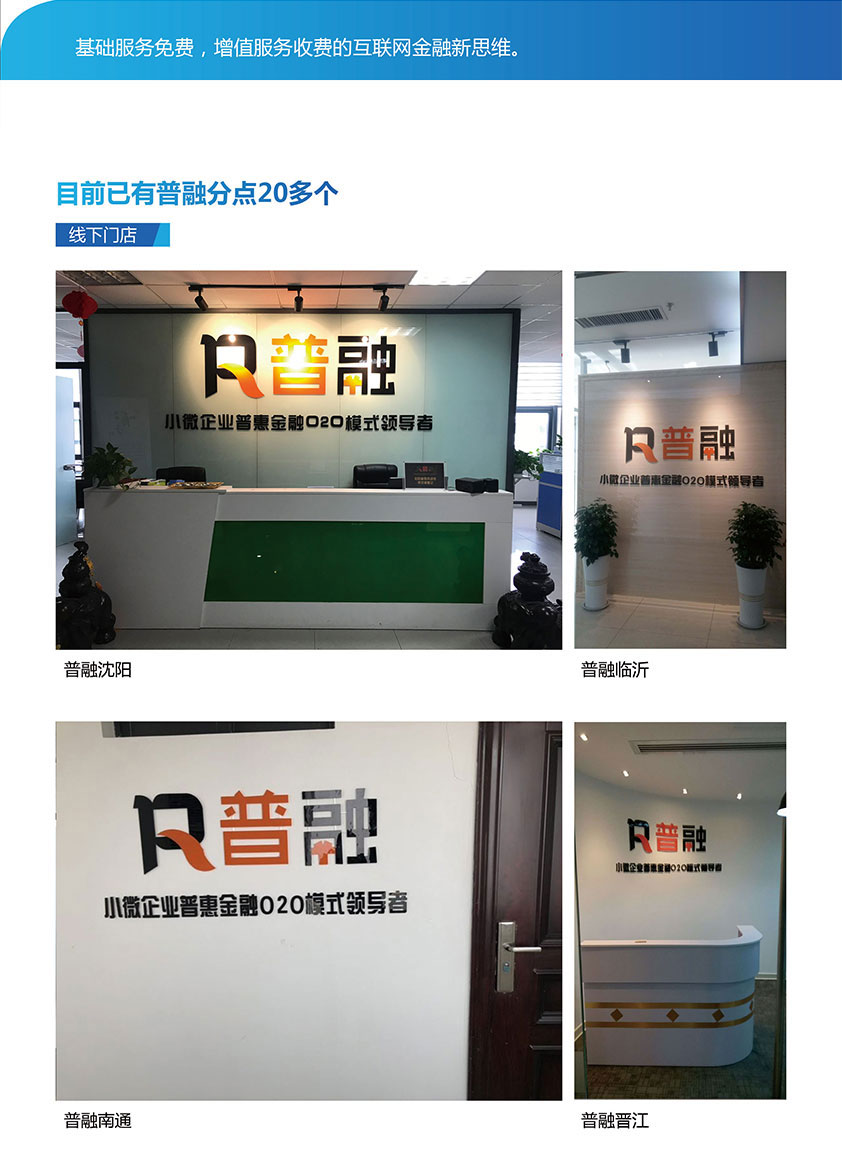 基础服务免费，增值服务收费的互联网金融新思维。
目前已有普融分点20多个
线下门店
R普融
小微企业普惠金融O2O模式领导者
R普融
小微企业普惠金融O2O模式领导者
普融沈阳
普融临沂
R普融
小微企业普惠金融O2O模式领导者
R普融
小微企业普惠金融O2O模式领导者
普融南通
普融晋江